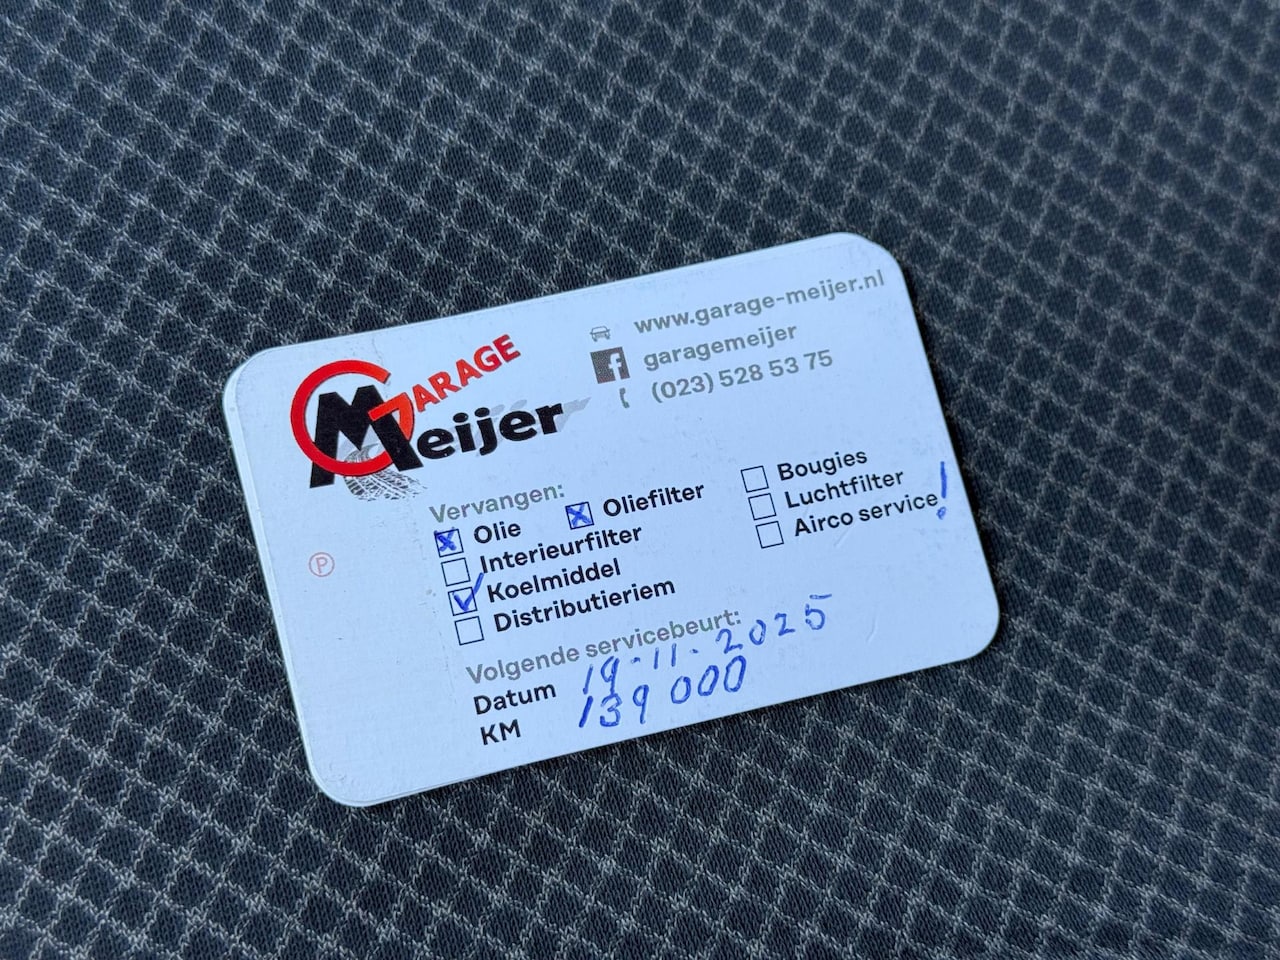 GARAGE
Meijer
www.garage-meijer.nl
garagemeijer
(023) 528 53 75
Vervangen:
Olie
Oliefilter
Interieurfilter
Koelmiddel
Distributieriem
Bougies
Luchtfilter
Airco service!
Volgende servicebeurt:
Datum 19-11-2025
KM 139 000
P